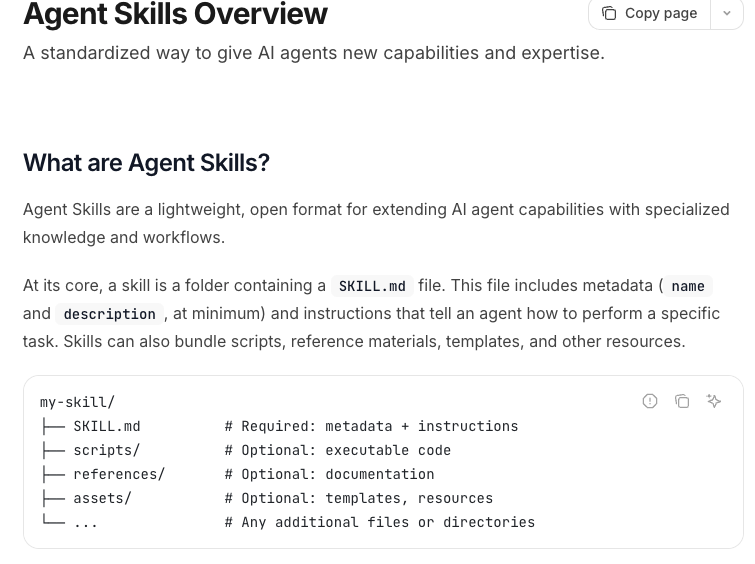 Agent Skills Overview
Copy page
A standardized way to give AI agents new capabilities and expertise.
What are Agent Skills?
Agent Skills are a lightweight, open format for extending AI agent capabilities with specialized
knowledge and workflows.
At its core, a skill is a folder containing a SKILL.md file. This file includes metadata ( name
and description , at minimum) and instructions that tell an agent how to perform a specific
task. Skills can also bundle scripts, reference materials, templates, and other resources.
my-skill/
├── SKILL.md          # Required: metadata + instructions
├── scripts/          # Optional: executable code
├── references/       # Optional: documentation
├── assets/           # Optional: templates, resources
└── ...               # Any additional files or directories